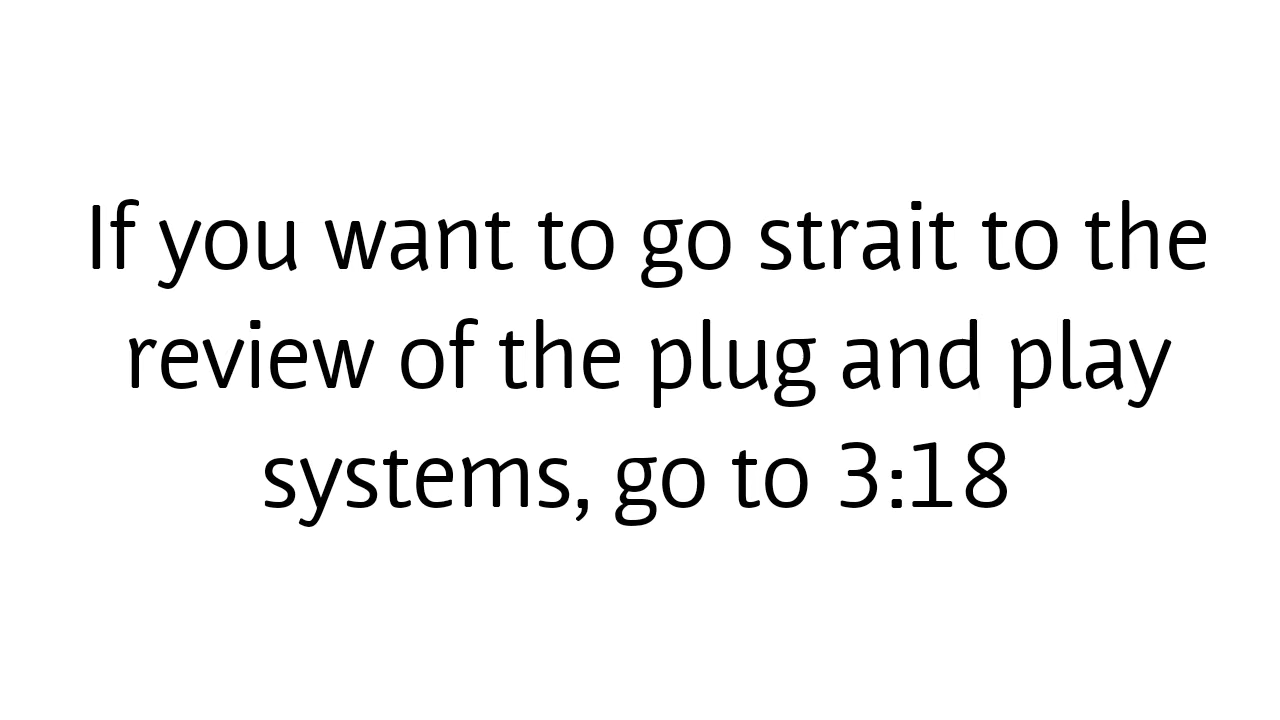 If you want to go strait to the
review of the plug and play
systems, go to 3:18